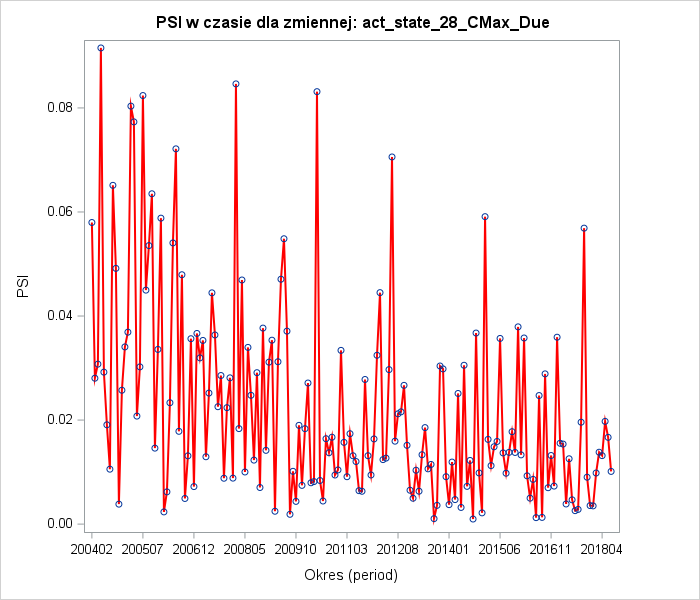 PSI w czasie dla zmiennej: act_state_28_CMax_Due
0.08
0.06
0.04
0.02
0.00
PSI
200402 200507 200612 200805 200910 201103 201208 201401 201506 201611 201804
Okres (period)